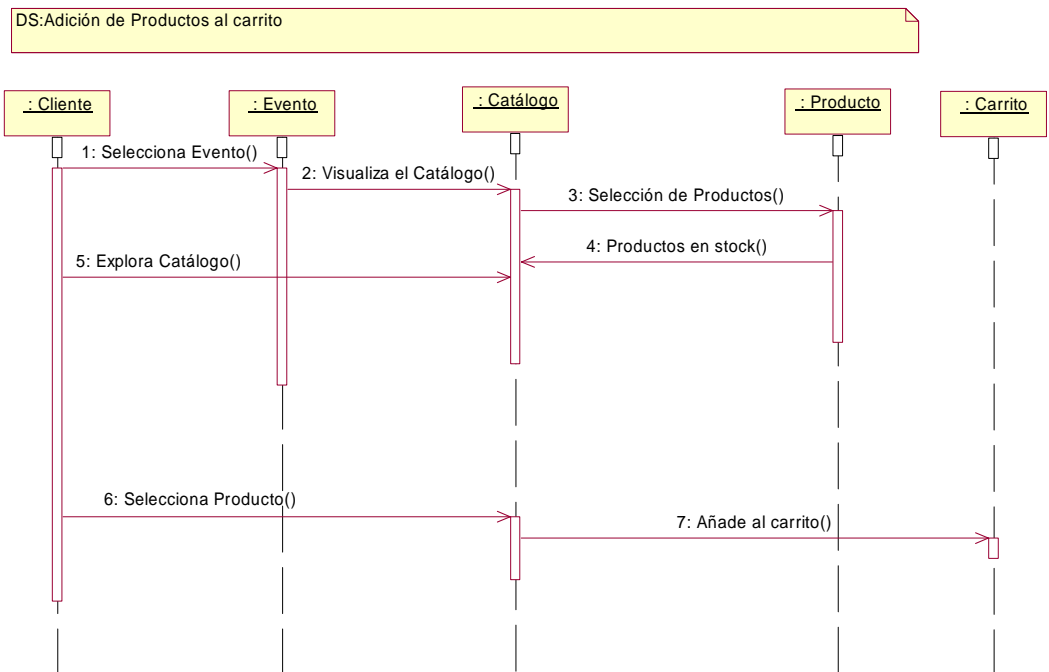 DS:Adición de Productos al carrito
: Cliente
: Evento
: Catálogo
: Producto
: Carrito
1: Selecciona Evento()
2: Visualiza el Catálogo()
3: Selección de Productos()
4: Productos en stock()
5: Explora Catálogo()
6: Selecciona Producto()
7: Añade al carrito()